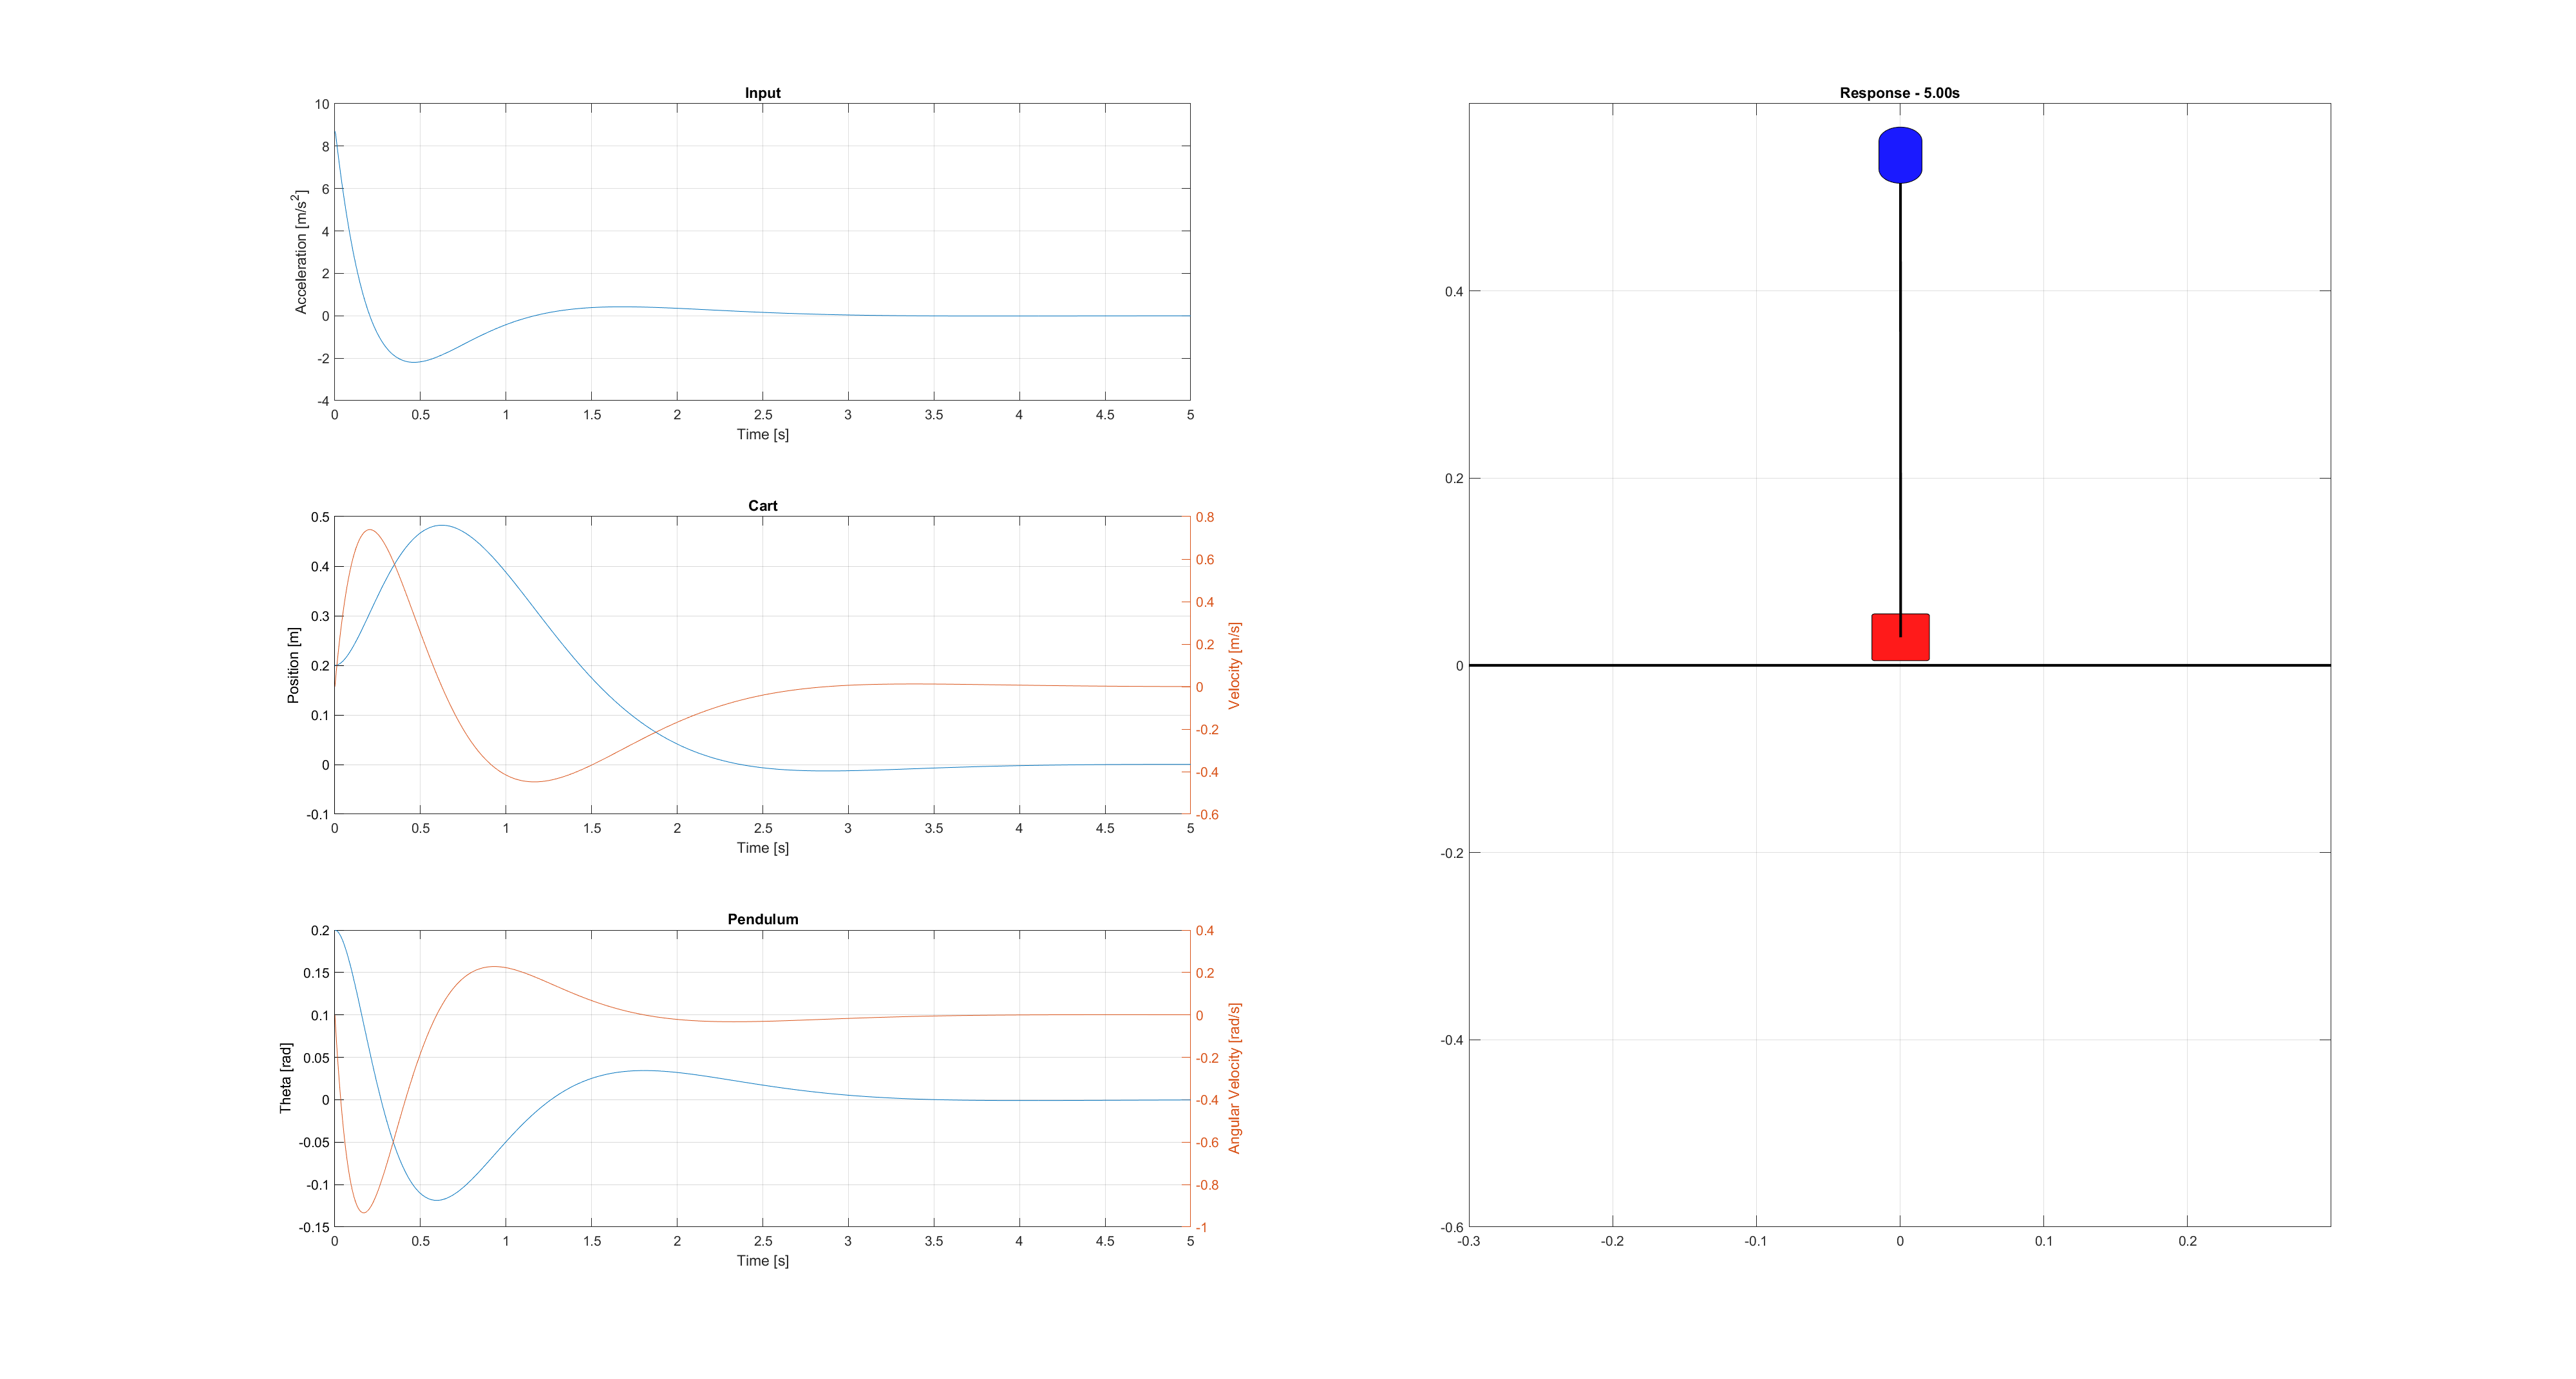 Input
10
8
6
4
2
0
-2
-4
Acceleration [m/s²]
0 0.5 1 1.5 2 2.5 3 3.5 4 4.5 5
Time [s]
Cart
0.5
0.4
0.3
0.2
0.1
0
-0.1
Position [m]
0.8
0.6
0.4
0.2
0
-0.2
-0.4
-0.6
Velocity [m/s]
0 0.5 1 1.5 2 2.5 3 3.5 4 4.5 5
Time [s]
Pendulum
0.2
0.15
0.1
0.05
0
-0.05
-0.1
-0.15
Theta [rad]
0.4
0.2
0
-0.2
-0.4
-0.6
-0.8
-1
Angular Velocity [rad/s]
0 0.5 1 1.5 2 2.5 3 3.5 4 4.5 5
Time [s]
Response - 5.00s
0.4
0.2
0
-0.2
-0.4
-0.6
-0.3 -0.2 -0.1 0 0.1 0.2